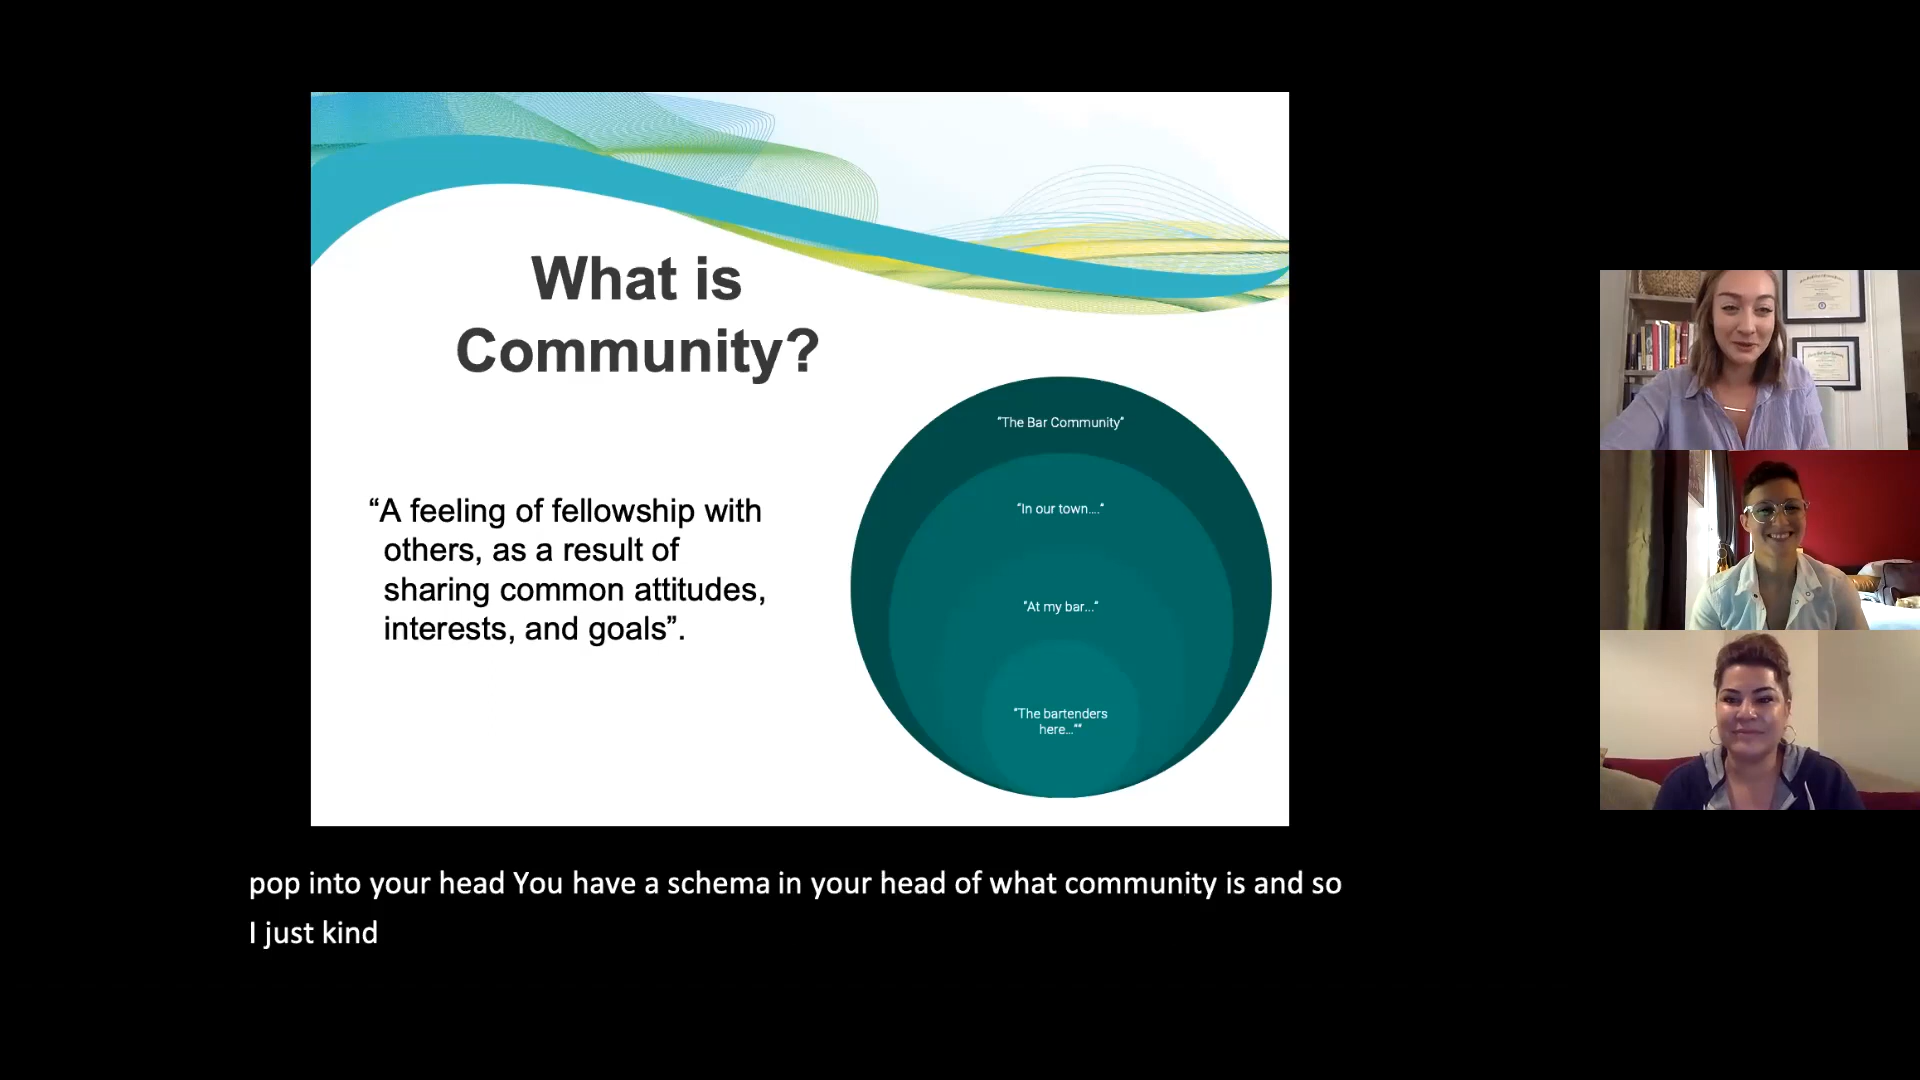 What is
Community?
“A feeling of fellowship with
others, as a result of
sharing common attitudes,
interests, and goals”.
“The Bar Community”
“In our town....”
“At my bar...”
“The bartenders
here...””
pop into your head You have a schema in your head of what community is and so
I just kind